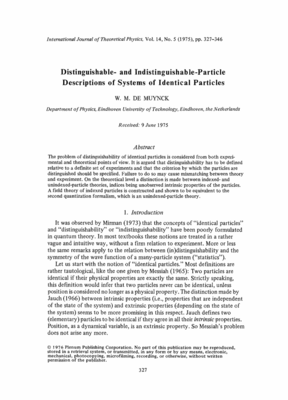 International Journal of Theoretical Physics, Vol. 14, No. 5 (1975), pp. 327-346
Distinguishable- and Indistinguishable-Particle
Descriptions of Systems of Identical Particles
W. M. DE MUYNCK
Department of Physics, Eindhoven University of Technology, Eindhoven, the Netherlands
Received: 9 June 1975
Abstract
The problem of distinguishability of identical particles is considered from both experi-
mental and theoretical points of view. It is argued that distinguishability has to be defined
relative to a definite set of experiments and that the criterion by which the particles are
distinguished should be specified. Failure to do so may cause mismatching between theory
and experiment. On the theoretical level a distinction is made between indexed- and
unindexed-particle theories, indices being unobserved intrinsic properties of the particles.
A field theory of indexed particles is constructed and shown to be equivalent to the
second quantization formalism, which is an unindexed-particle theory.
1. Introduction
It was observed by Mirman (1973) that the concepts of "identical particles"
and "distinguishability" or "indistinguishability" have been poorly formulated
in quantum theory. In most textbooks these notions are treated in a rather
vague and intuitive way, without a firm relation to experiment. More or less
the same remarks apply to the relation between (in)distinguishability and the
symmetry of the wave function of a many-particle system ("statistics").
Let us start with the notion of "identical particles." Most definitions are
rather tautological, like the one given by Messiah (1965): Two particles are
identical if their physical properties are exactly the same. Strictly speaking,
this definition would infer that two particles never can be identical, unless
position is considered no longer as a physical property. The distinction made by
Jauch (1966) between intrinsic properties (i.e., properties that are independent
of the state of the system) and extrinsic properties (depending on the state of
the system) seems to be more promising in this respect. Jauch defines two
(elementary) particles to be identical if they agree in all their intrinsic properties.
Position, as a dynamical variable, is an extrinsic property. So Messiah's problem
does not arise any more.
© 1976 Plenum Publishing Corporation. No part of this publication may be reproduced,
stored in a retrieval system, or transmitted, in any form or by any means, electronic,
mechanical, photocopying, microfilming, recording, or otherwise, without written
permission of the publisher.
327